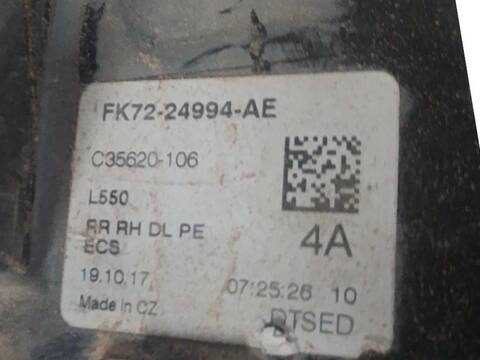 FK72-24994-AE
C35620-106
L550
RR RH DL PE
ECS
4A
19.10.17
07:25:26 10
Made in CZ
DTSED